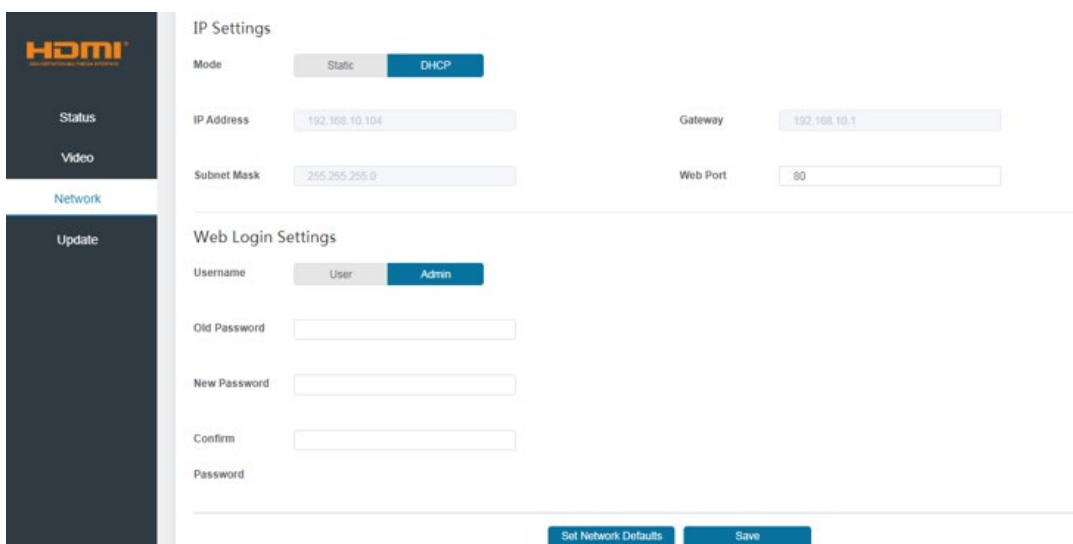 IP Settings
HDMI
Mode Static DHCP
Status
IP Address 192.168.10.104 Gateway 192.168.10.1
Video
Subnet Mask 255.255.255.0 Web Port 80
Network
Update
Web Login Settings
Username User Admin
Old Password
New Password
Confirm
Password
Set Network Defaults Save